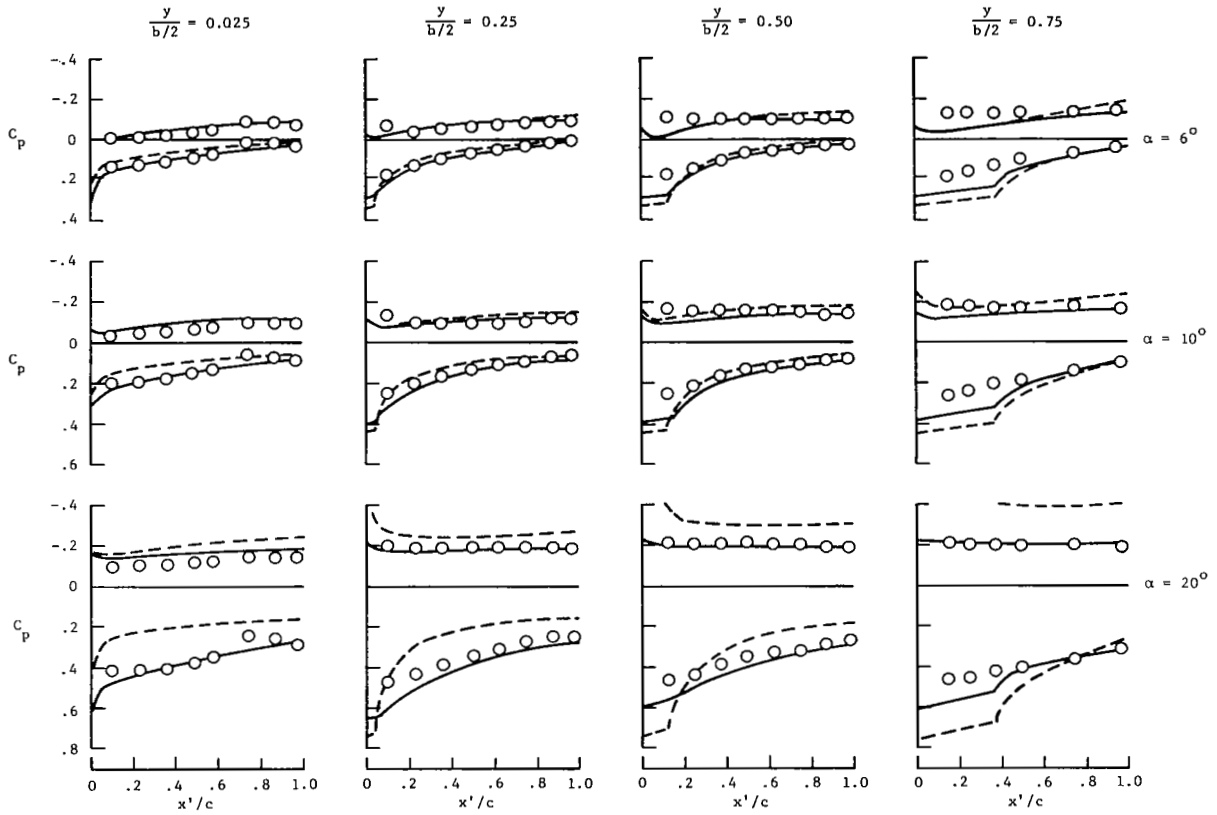 y/(b/2) = 0.025 y/(b/2) = 0.25 y/(b/2) = 0.50 y/(b/2) = 0.75
-.4
-.2
C_p 0 α = 6°
.2
.4
-.4
-.2
C_p 0 α = 10°
.2
.4
.6
-.4
-.2
0 α = 20°
C_p .2
.4
.6
.8
0 .2 .4 .6 .8 1.0 0 .2 .4 .6 .8 1.0 0 .2 .4 .6 .8 1.0 0 .2 .4 .6 .8 1.0
x'/c x'/c x'/c x'/c